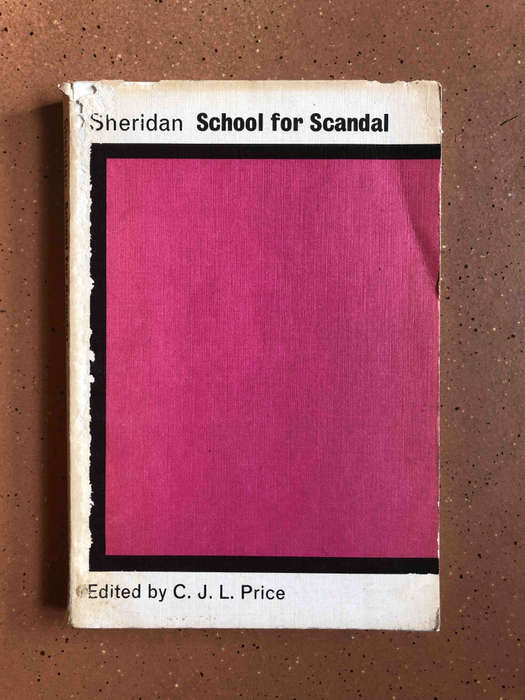 Sheridan School for Scandal
Edited by C. J. L. Price